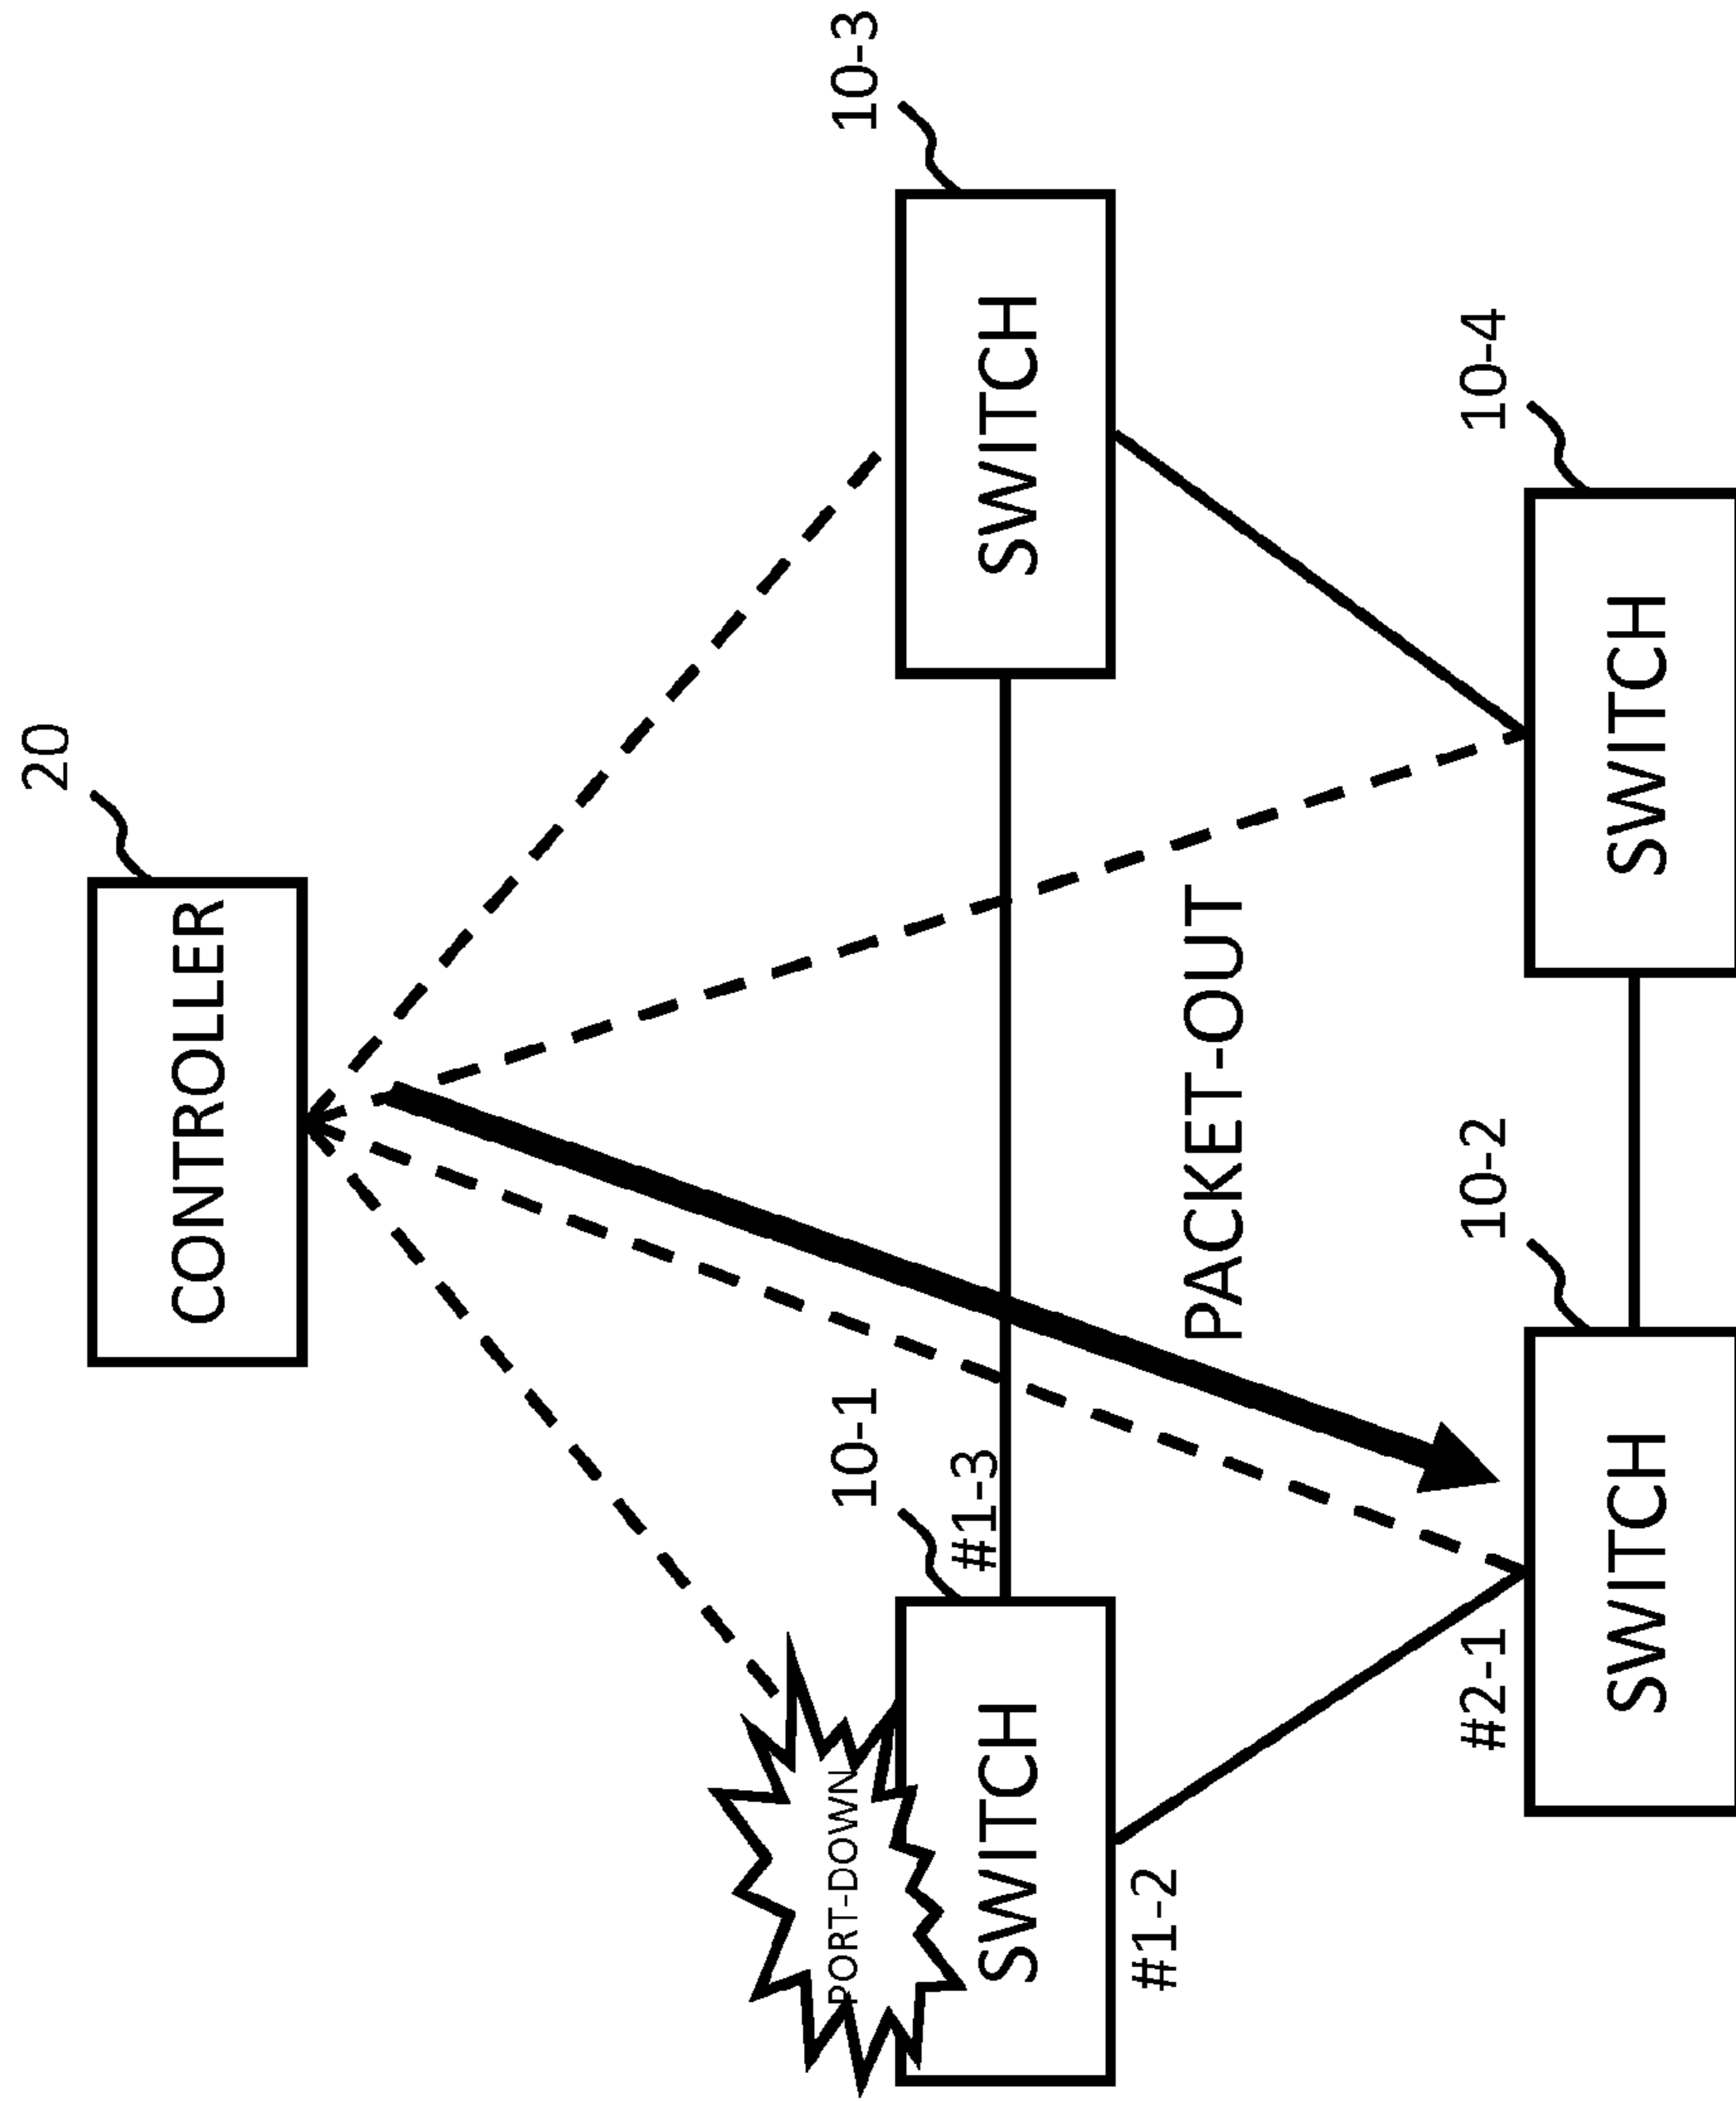 20
CONTROLLER
10-3
10-1
PORT-DOWN
#1-3
SWITCH
SWITCH
#1-2
PACKET-OUT
10-2
10-4
#2-1
SWITCH
SWITCH